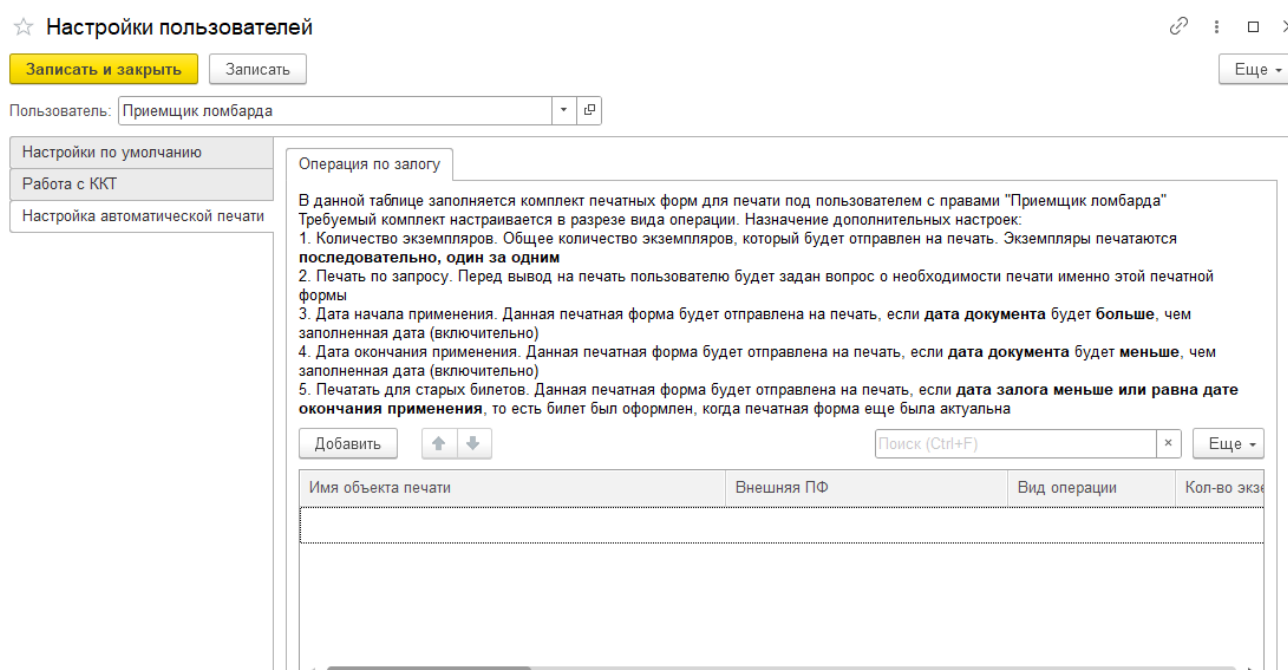 Настройки пользователей
Записать и закрыть Записать Еще
Пользователь: Приемщик ломбарда
Настройки по умолчанию
Работа с ККТ
Настройка автоматической печати
Операция по залогу
В данной таблице заполняется комплект печатных форм для печати под пользователем с правами "Приемщик ломбарда"
Требуемый комплект настраивается в разрезе вида операции. Назначение дополнительных настроек:
1. Количество экземпляров. Общее количество экземпляров, который будет отправлен на печать. Экземпляры печатаются
последовательно, один за одним
2. Печать по запросу. Перед вывод на печать пользователю будет задан вопрос о необходимости печати именно этой печатной
формы
3. Дата начала применения. Данная печатная форма будет отправлена на печать, если дата документа будет больше, чем
заполненная дата (включительно)
4. Дата окончания применения. Данная печатная форма будет отправлена на печать, если дата документа будет меньше, чем
заполненная дата (включительно)
5. Печатать для старых билетов. Данная печатная форма будет отправлена на печать, если дата залога меньше или равна дате
окончания применения, то есть билет был оформлен, когда печатная форма еще была актуальна
Добавить Поиск (Ctrl+F) × Еще
Имя объекта печати Внешняя ПФ Вид операции Кол-во экзе